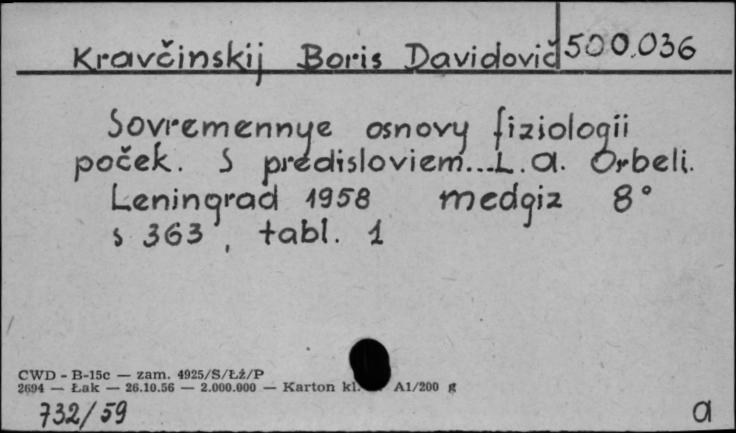 Kravčinskij Boris Davidovič 500.036
Sovremennye osnovy fiziologii
poček. S predisloviem...L.A. Orbeli.
Leningrad 1958 medgiz 8°
s 363, tabl. 1
CWD - B-15c — zam. 4925/S/Łź/P
2694 — Łak — 26.10.56 — 2.000.000 — Karton kl. A1/200 g
732/59
a